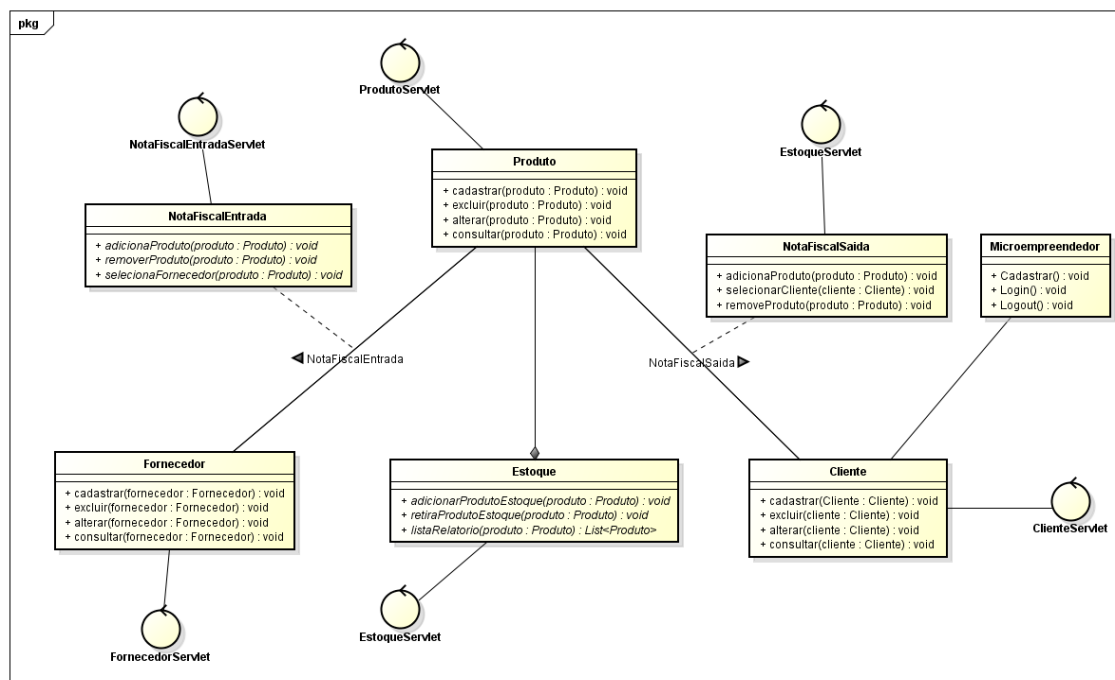 pkg
ProdutoServlet
NotaFiscalEntradaServlet
EstoqueServlet
Produto
+ cadastrar(produto : Produto) : void
+ excluir(produto : Produto) : void
+ alterar(produto : Produto) : void
+ consultar(produto : Produto) : void
NotaFiscalEntrada
+ adicionaProduto(produto : Produto) : void
+ removerProduto(produto : Produto) : void
+ selecionaFornecedor(produto : Produto) : void
NotaFiscalSaida
+ adicionaProduto(produto : Produto) : void
+ selecionarCliente(cliente : Cliente) : void
+ removeProduto(produto : Produto) : void
Microempreendedor
+ Cadastrar() : void
+ Login() : void
+ Logout() : void
NotaFiscalEntrada
NotaFiscalSaida
Fornecedor
+ cadastrar(fornecedor : Fornecedor) : void
+ excluir(fornecedor : Fornecedor) : void
+ alterar(fornecedor : Fornecedor) : void
+ consultar(fornecedor : Fornecedor) : void
Estoque
+ adicionarProdutoEstoque(produto : Produto) : void
+ retiraProdutoEstoque(produto : Produto) : void
+ listaRelatorio(produto : Produto) : List<Produto>
Cliente
+ cadastrar(Cliente : Cliente) : void
+ excluir(cliente : Cliente) : void
+ alterar(cliente : Cliente) : void
+ consultar(cliente : Cliente) : void
ClienteServlet
EstoqueServlet
FornecedorServlet